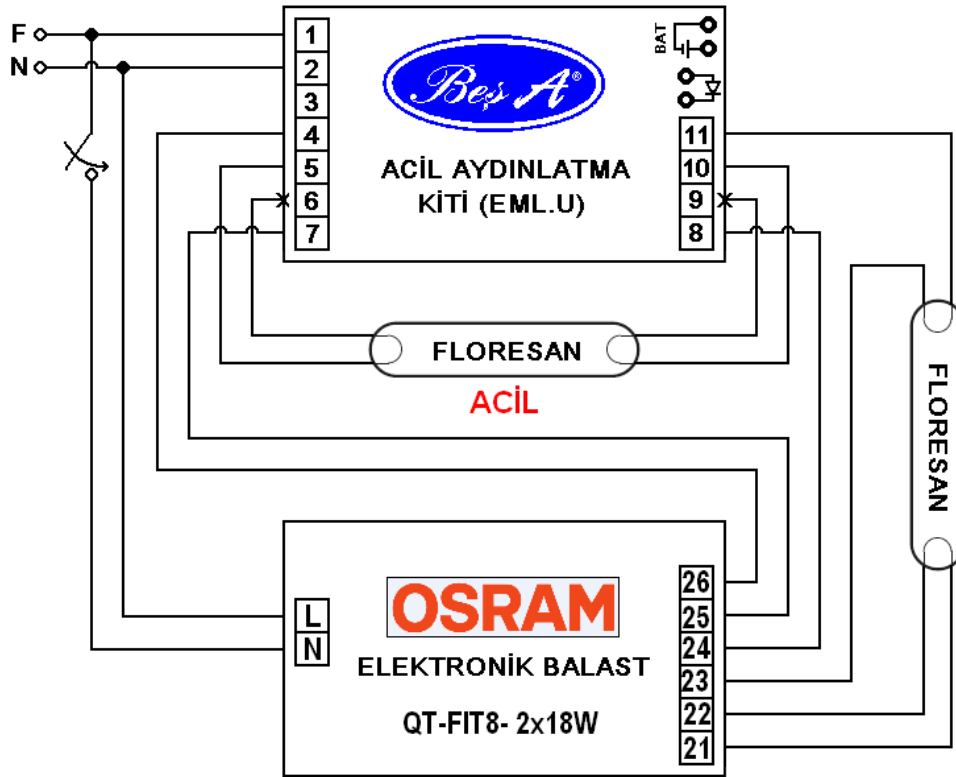 F
N
1
2
3
4
5
6
7
Beş A®
ACİL AYDINLATMA
KİTİ (EML.U)
BAT
11
10
9
8
FLORESAN
ACİL
FLORESAN
L
N
OSRAM
ELEKTRONİK BALAST
QT-FIT8- 2x18W
26
25
24
23
22
21